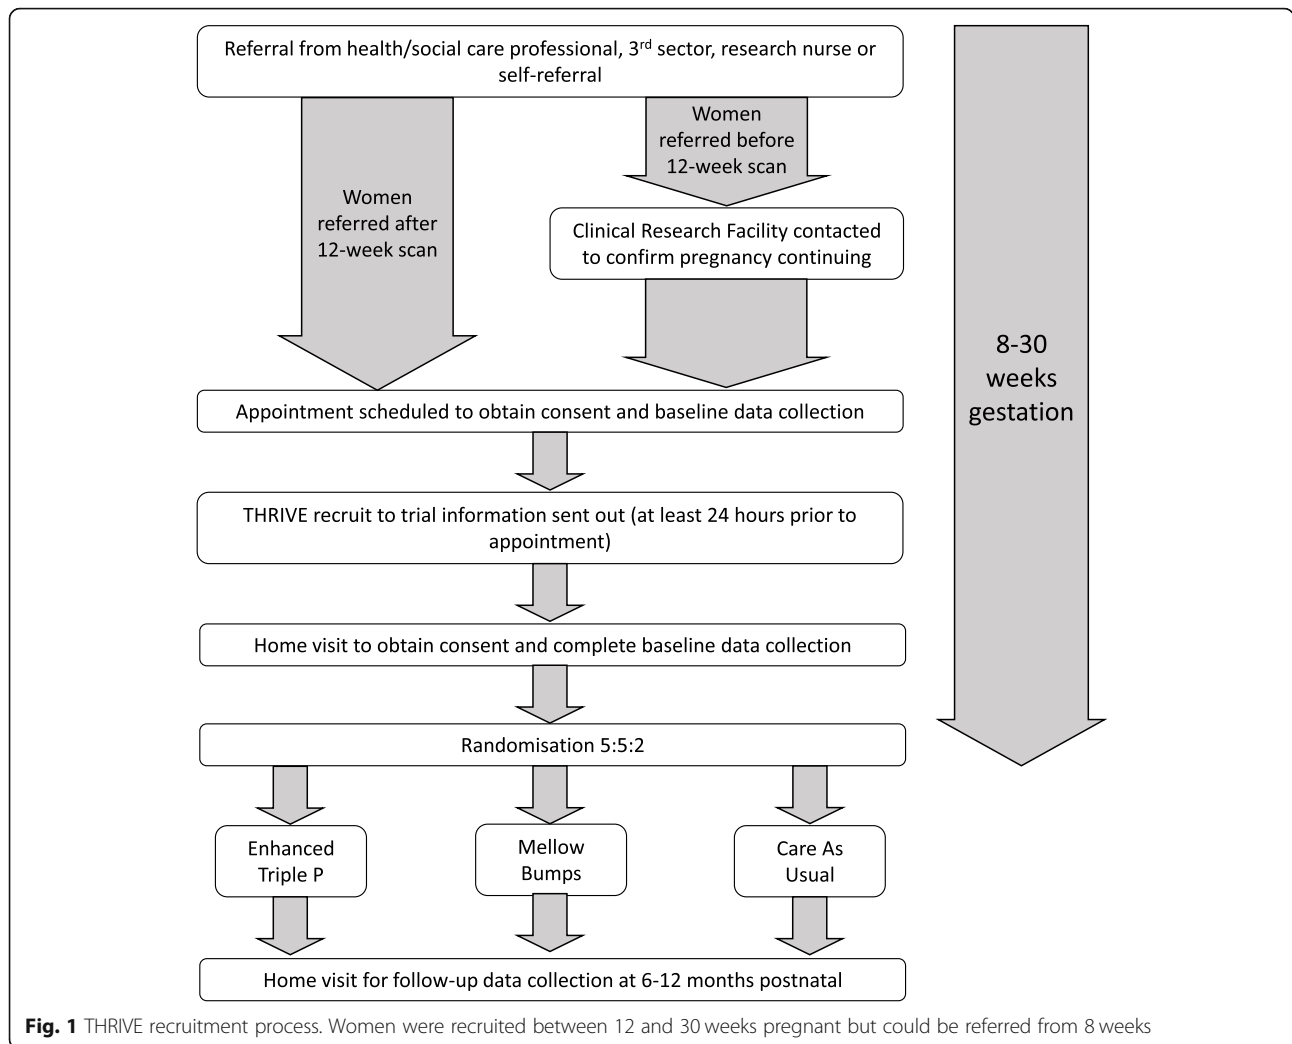 Referral from health/social care professional, 3rd sector, research nurse or
self-referral
Women
referred before
12-week scan
Women
referred after
12-week scan
Clinical Research Facility contacted
to confirm pregnancy continuing
8-30
weeks
gestation
Appointment scheduled to obtain consent and baseline data collection
THRIVE recruit to trial information sent out (at least 24 hours prior to
appointment)
Home visit to obtain consent and complete baseline data collection
Randomisation 5:5:2
Enhanced
Triple P
Mellow
Bumps
Care As
Usual
Home visit for follow-up data collection at 6-12 months postnatal
Fig. 1 THRIVE recruitment process. Women were recruited between 12 and 30 weeks pregnant but could be referred from 8 weeks